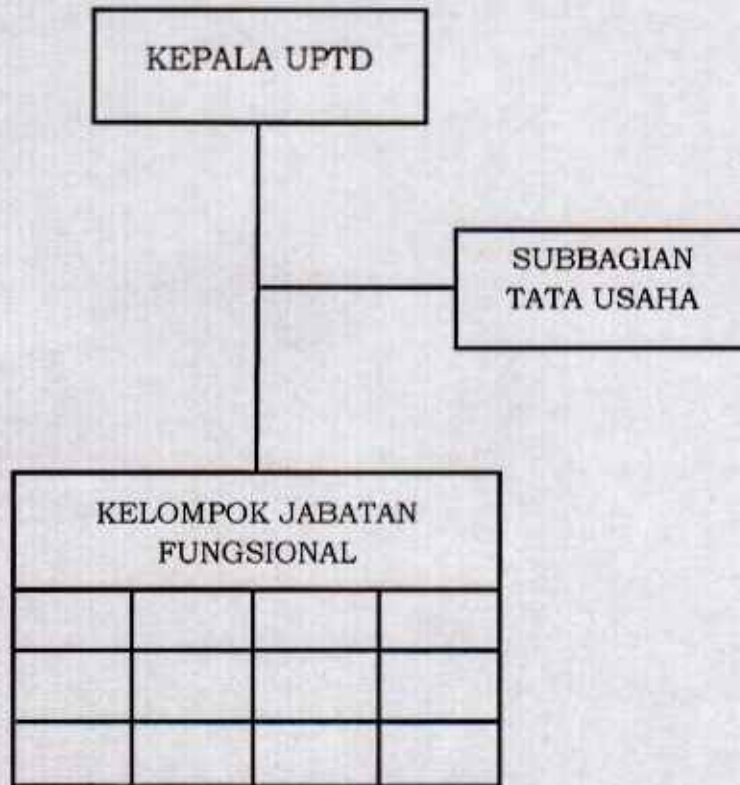 KEPALA UPTD
SUBBAGIAN
TATA USAHA
KELOMPOK JABATAN
FUNGSIONAL